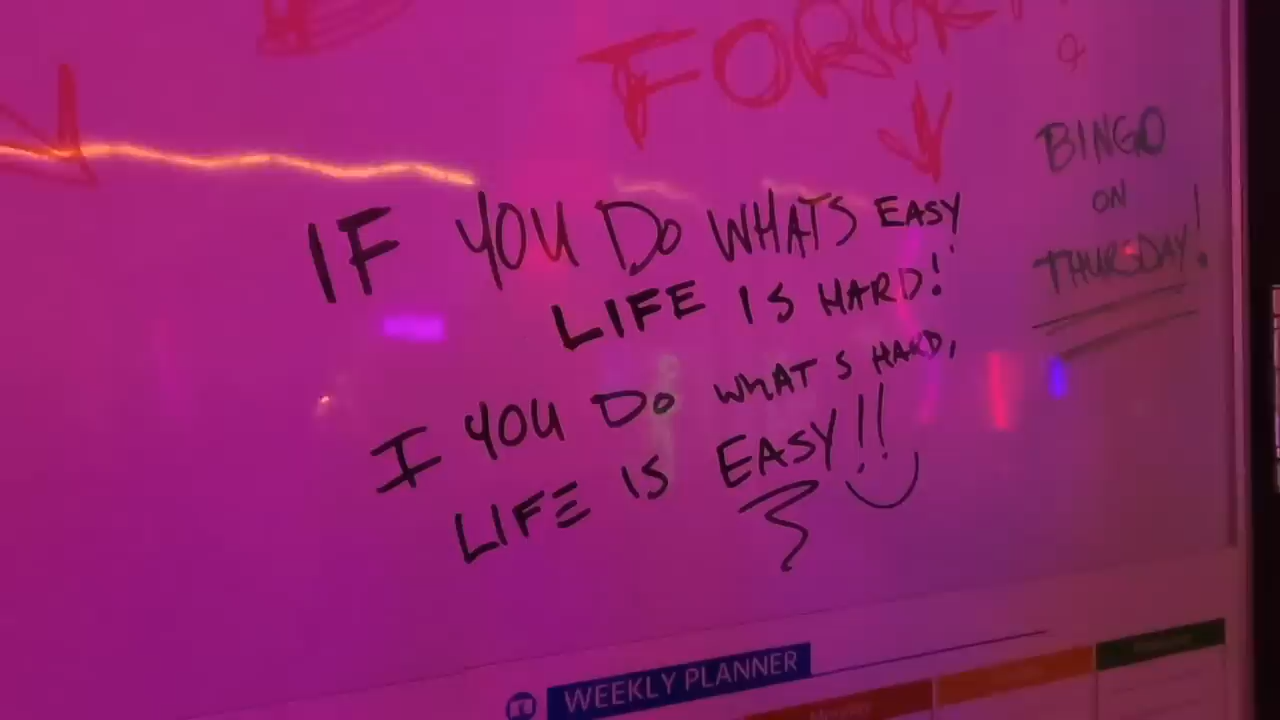 IF YOU DO WHATS EASY
LIFE IS HARD!
I YOU DO WHAT S HARD,
LIFE IS EASY!!
BINGO
ON
THURSDAY!
WEEKLY PLANNER